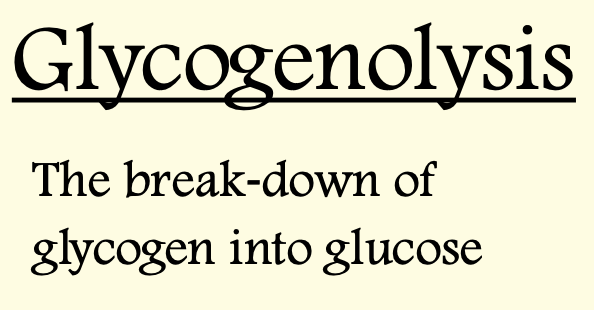 Glycogenolysis
The break-down of
glycogen into glucose